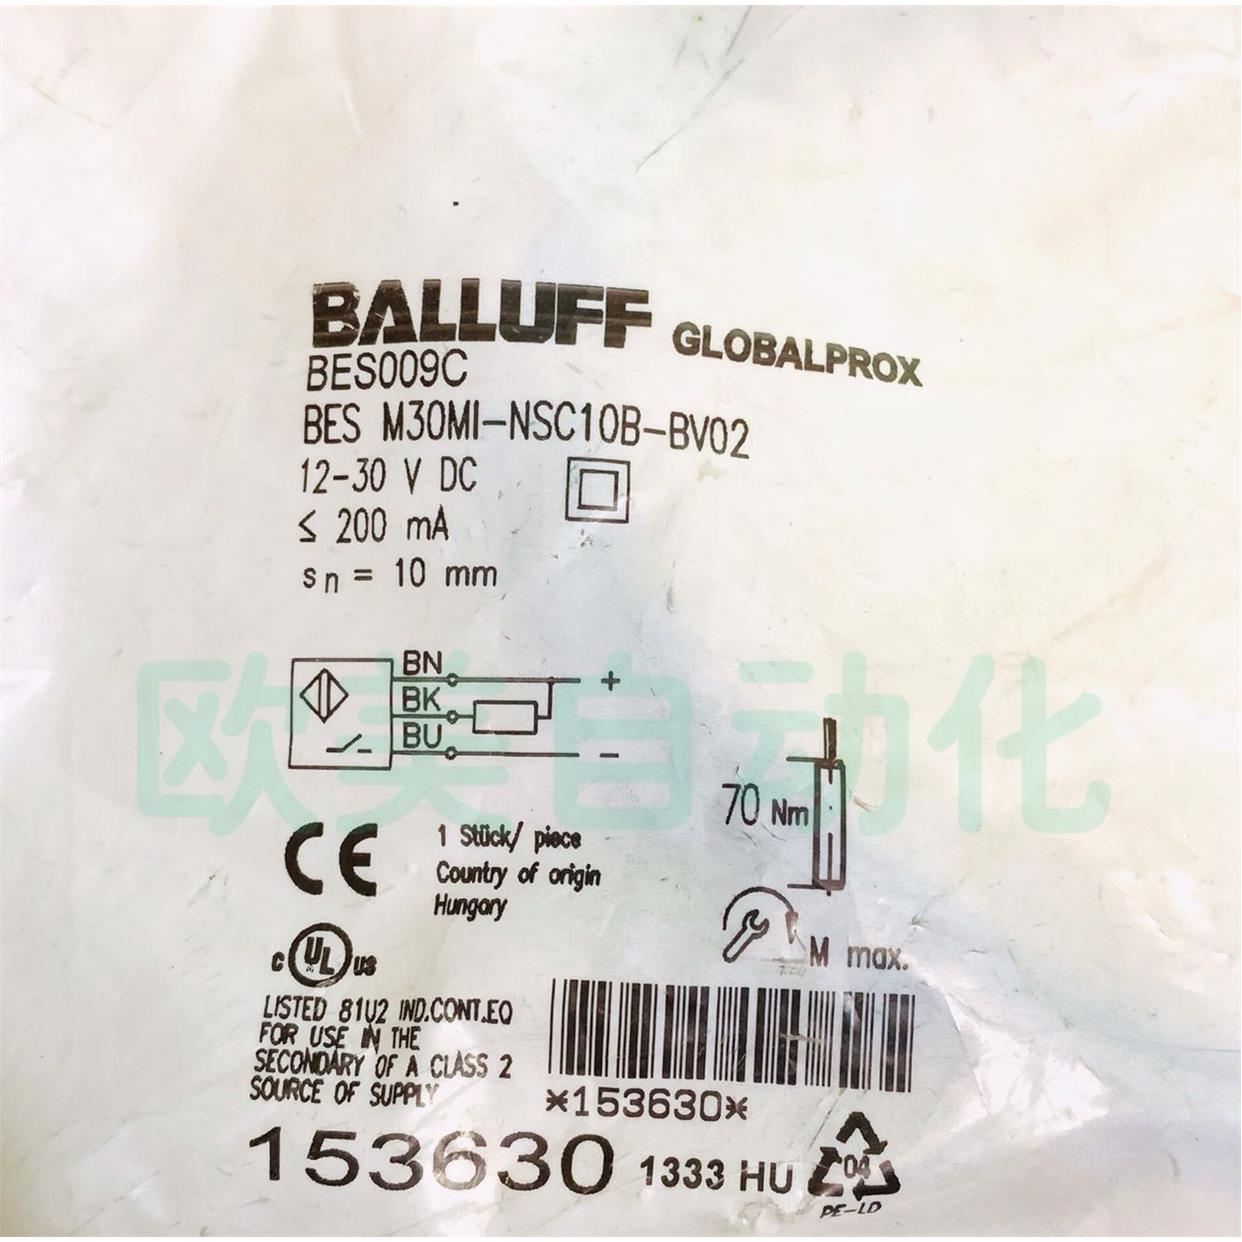 BALLUFF GLOBALPROX
BES009C
BES M30MI-NSC10B-BV02
12-30 V DC
≤ 200 mA
sn = 10 mm
BN +
BK
BU -
欧美自动化
70 Nm
CE
1 Stück/ piece
Country of origin
Hungary
M max.
c UL us
LISTED 81U2 IND.CONT.EQ
FOR USE IN THE
SECONDARY OF A CLASS 2
SOURCE OF SUPPLY
*153630*
153630 1333 HU
04
PE-LD